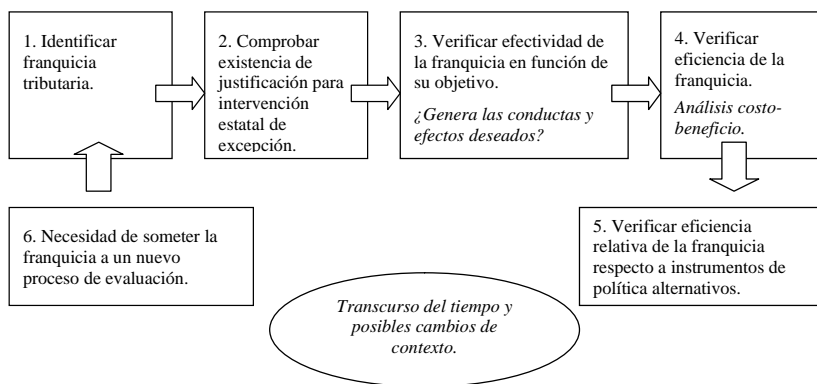 1. Identificar
franquicia
tributaria.
2. Comprobar
existencia de
justificación para
intervención
estatal de
excepción.
3. Verificar efectividad de
la franquicia en función de
su objetivo.
¿Genera las conductas y
efectos deseados?
4. Verificar
eficiencia de la
franquicia.
Análisis costo-
beneficio.
5. Verificar eficiencia
relativa de la franquicia
respecto a instrumentos de
política alternativos.
6. Necesidad de someter la
franquicia a un nuevo
proceso de evaluación.
Transcurso del tiempo y
posibles cambios de
contexto.